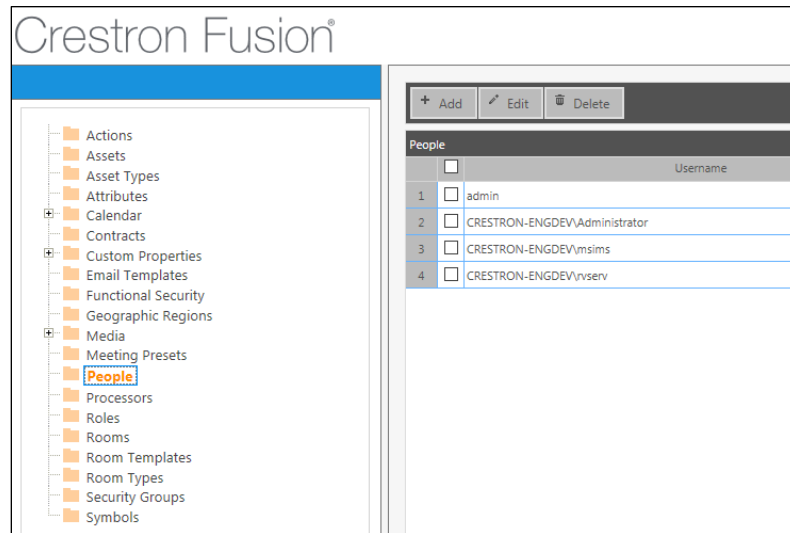 Crestron Fusion®
Actions
Assets
Asset Types
Attributes
Calendar
Contracts
Custom Properties
Email Templates
Functional Security
Geographic Regions
Media
Meeting Presets
People
Processors
Roles
Rooms
Room Templates
Room Types
Security Groups
Symbols
+ Add Edit Delete
People
Username
1 admin
2 CRESTRON-ENGDEV\Administrator
3 CRESTRON-ENGDEV\msims
4 CRESTRON-ENGDEV\rvserv